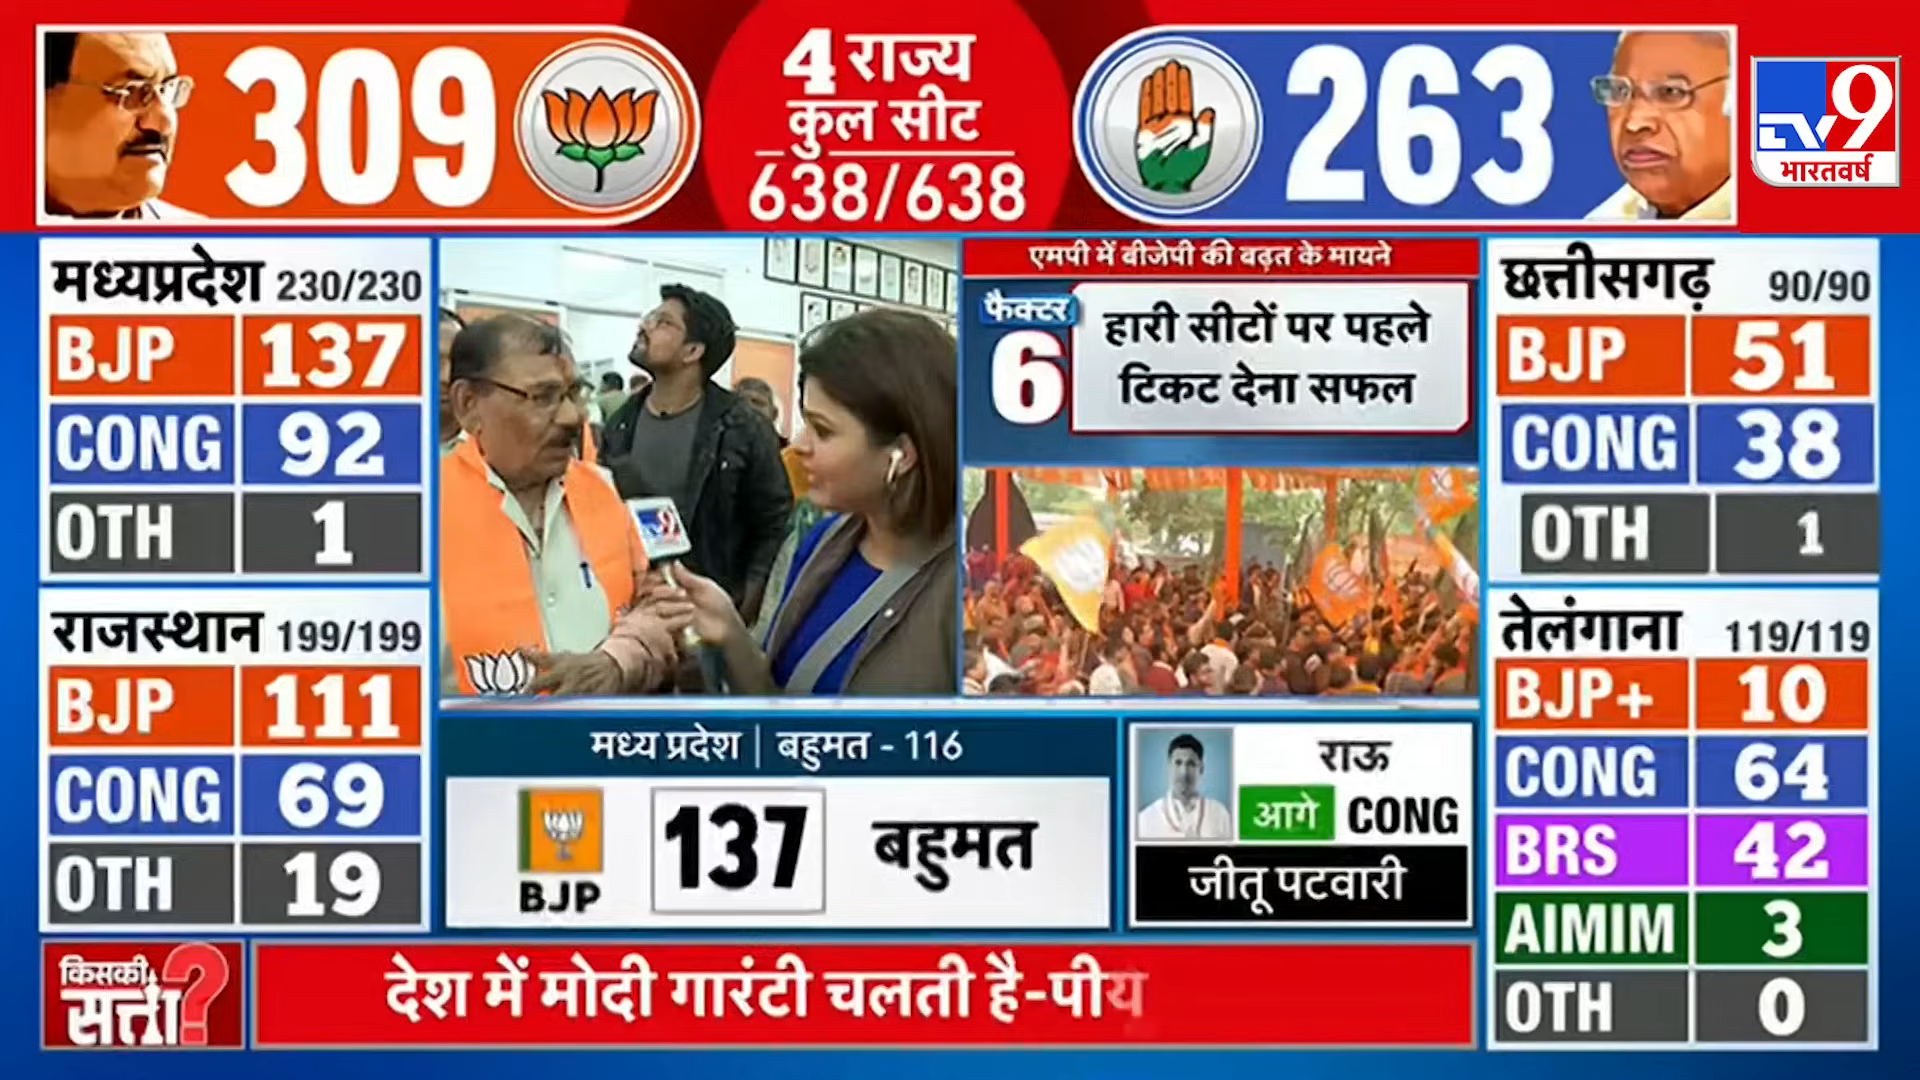 309
4 राज्य
कुल सीट
638/638
263
TV9
भारतवर्ष
मध्यप्रदेश 230/230
BJP 137
CONG 92
OTH 1
राजस्थान 199/199
BJP 111
CONG 69
OTH 19
TV9
एमपी में बीजेपी की बढ़त के मायने
फैक्टर
6
हारी सीटों पर पहले
टिकट देना सफल
मध्य प्रदेश | बहुमत - 116
BJP
137 बहुमत
राऊ
आगे CONG
जीतू पटवारी
छत्तीसगढ़ 90/90
BJP 51
CONG 38
OTH 1
तेलंगाना 119/119
BJP+ 10
CONG 64
BRS 42
AIMIM 3
OTH 0
किसकी
सत्ता?
देश में मोदी गारंटी चलती है-पीय